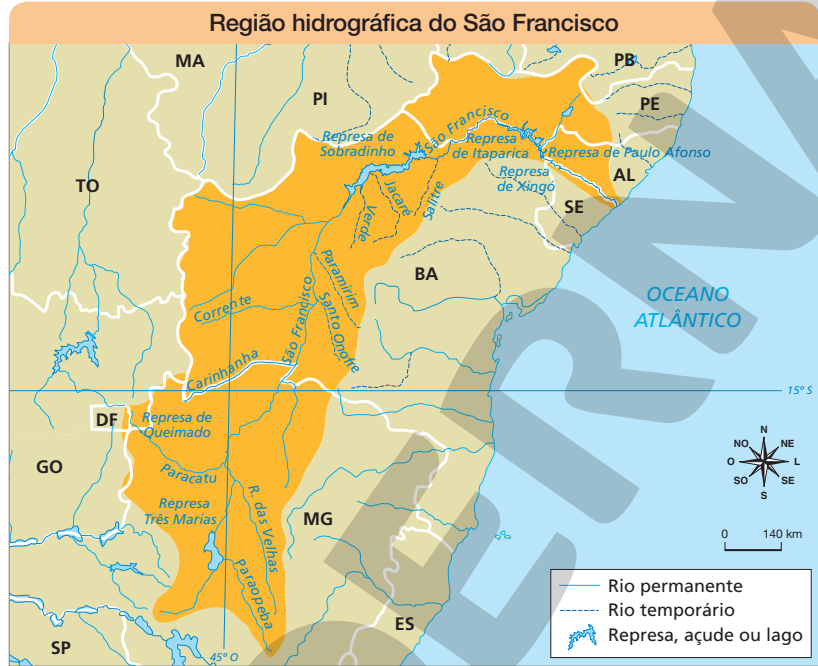 Região hidrográfica do São Francisco
MA
PB
PI
PE
São Francisco
Represa de
Sobradinho
Represa
de Itaparica
Represa de Paulo Afonso
Represa
de Xingó
AL
TO
Jacaré
Salitre
Verde
SE
BA
Paramirim
OCEANO
ATLÂNTICO
Corrente
São Francisco
Santo Onofre
Carinhanha
15º S
DF
Represa de
Queimado
N
NO
NE
O
L
SO
SE
S
GO
Paracatu
R. das Velhas
Represa
Três Marias
MG
0 140 km
Paraopeba
Rio permanente
Rio temporário
Represa, açude ou lago
ES
SP
45º O